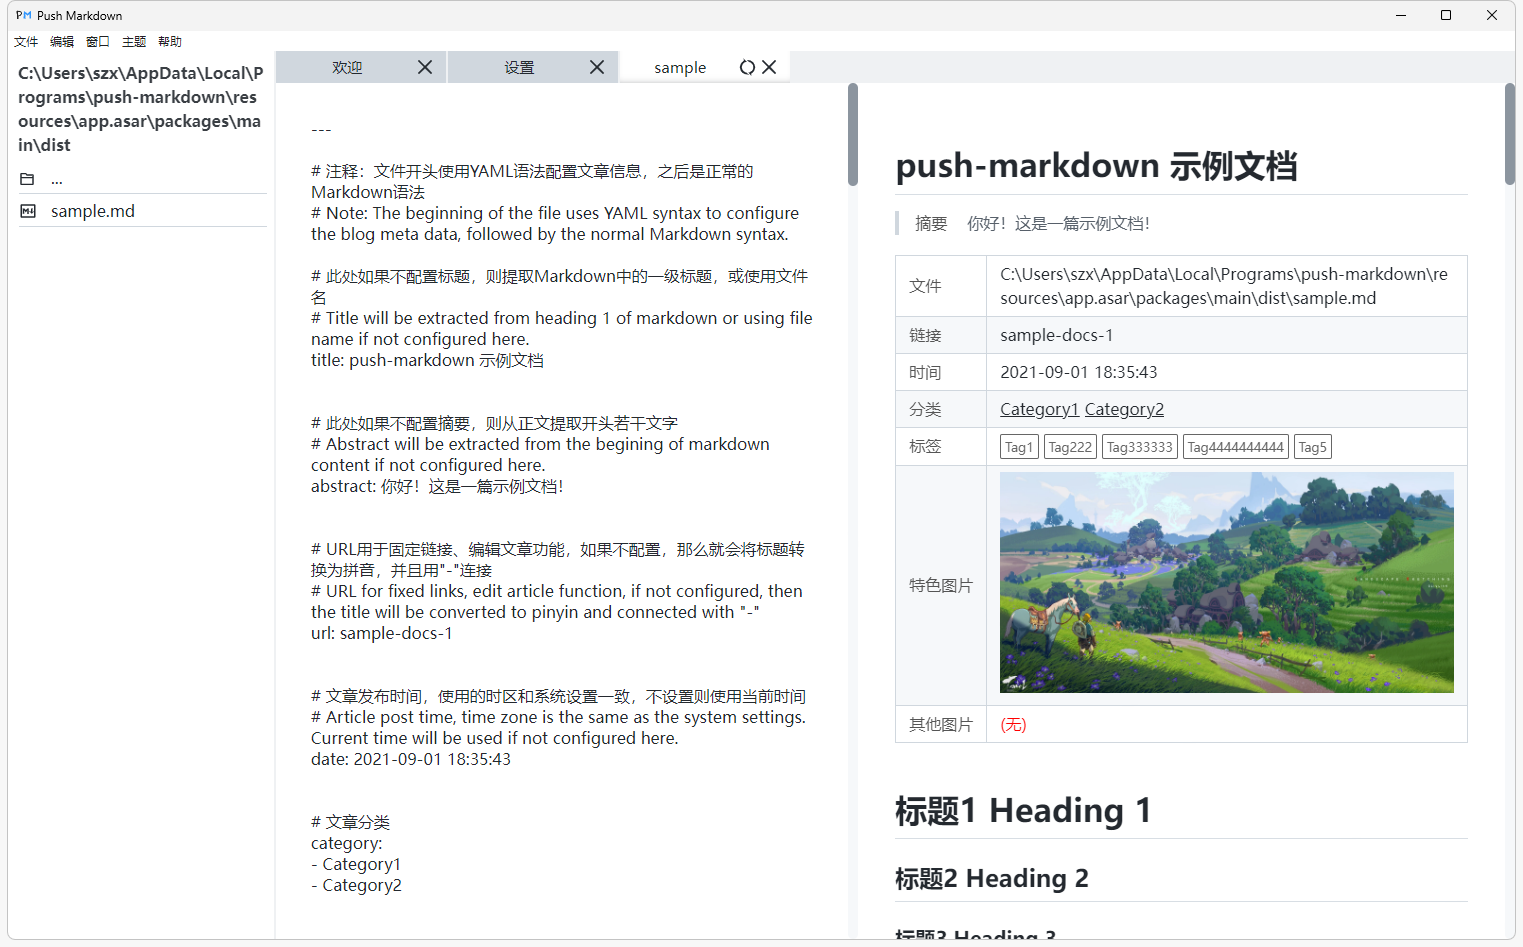 PM Push Markdown
文件 编辑 窗口 主题 帮助
C:\Users\szx\AppData\Local\P
rograms\push-markdown\res
ources\app.asar\packages\ma
in\dist
...
sample.md
欢迎 设置 sample
---
# 注释：文件开头使用YAML语法配置文章信息，之后是正常的
Markdown语法
# Note: The beginning of the file uses YAML syntax to configure
the blog meta data, followed by the normal Markdown syntax.
# 此处如果不配置标题，则提取Markdown中的一级标题，或使用文件
名
# Title will be extracted from heading 1 of markdown or using file
name if not configured here.
title: push-markdown 示例文档
# 此处如果不配置摘要，则从正文提取开头若干文字
# Abstract will be extracted from the begining of markdown
content if not configured here.
abstract: 你好！这是一篇示例文档！
# URL用于固定链接、编辑文章功能，如果不配置，那么就会将标题转
换为拼音，并且用"-"连接
# URL for fixed links, edit article function, if not configured, then
the title will be converted to pinyin and connected with "-"
url: sample-docs-1
# 文章发布时间，使用的时区和系统设置一致，不设置则使用当前时间
# Article post time, time zone is the same as the system settings.
Current time will be used if not configured here.
date: 2021-09-01 18:35:43
# 文章分类
category:
- Category1
- Category2
push-markdown 示例文档
摘要 你好！这是一篇示例文档！
文件 C:\Users\szx\AppData\Local\Programs\push-markdown\re
sources\app.asar\packages\main\dist\sample.md
链接 sample-docs-1
时间 2021-09-01 18:35:43
分类 Category1 Category2
标签 Tag1 Tag222 Tag333333 Tag4444444444 Tag5
特色图片
其他图片 (无)
标题1 Heading 1
标题2 Heading 2
标题3 Heading 3